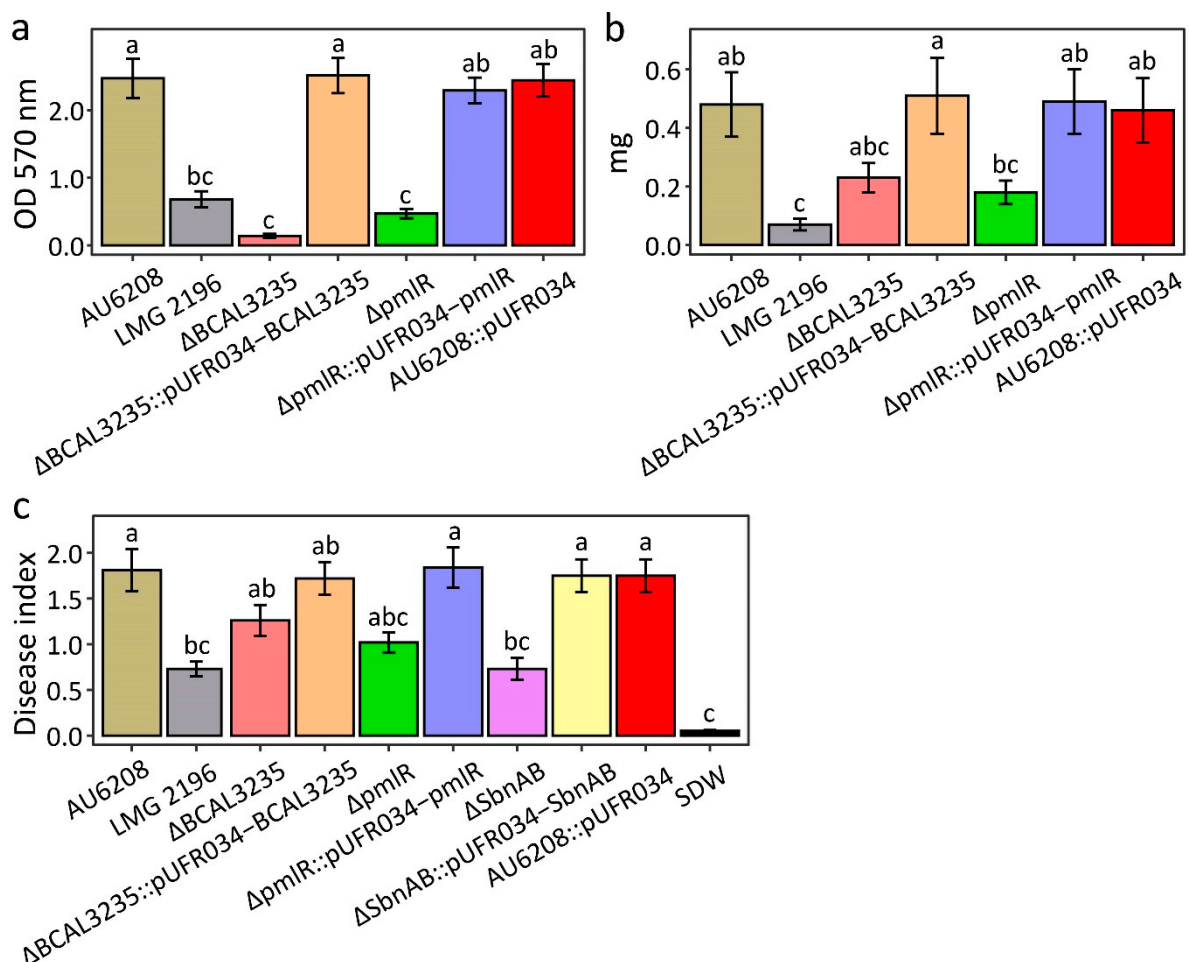 a
OD 570 nm
2.0
1.0
0.0
a
bc
c
a
c
ab
ab
AU6208
LMG 2196
ΔBCAL3235
ΔBCAL3235::pUFR034−BCAL3235
ΔpmlR
ΔpmlR::pUFR034−pmlR
AU6208::pUFR034
b
mg
0.6
0.4
0.2
0.0
ab
c
abc
a
bc
ab
ab
AU6208
LMG 2196
ΔBCAL3235
ΔBCAL3235::pUFR034−BCAL3235
ΔpmlR
ΔpmlR::pUFR034−pmlR
AU6208::pUFR034
c
Disease index
2.0
1.5
1.0
0.5
0.0
a
bc
ab
ab
abc
a
bc
a
a
c
AU6208
LMG 2196
ΔBCAL3235
ΔBCAL3235::pUFR034−BCAL3235
ΔpmlR
ΔpmlR::pUFR034−pmlR
ΔSbnAB
ΔSbnAB::pUFR034−SbnAB
AU6208::pUFR034
SDW